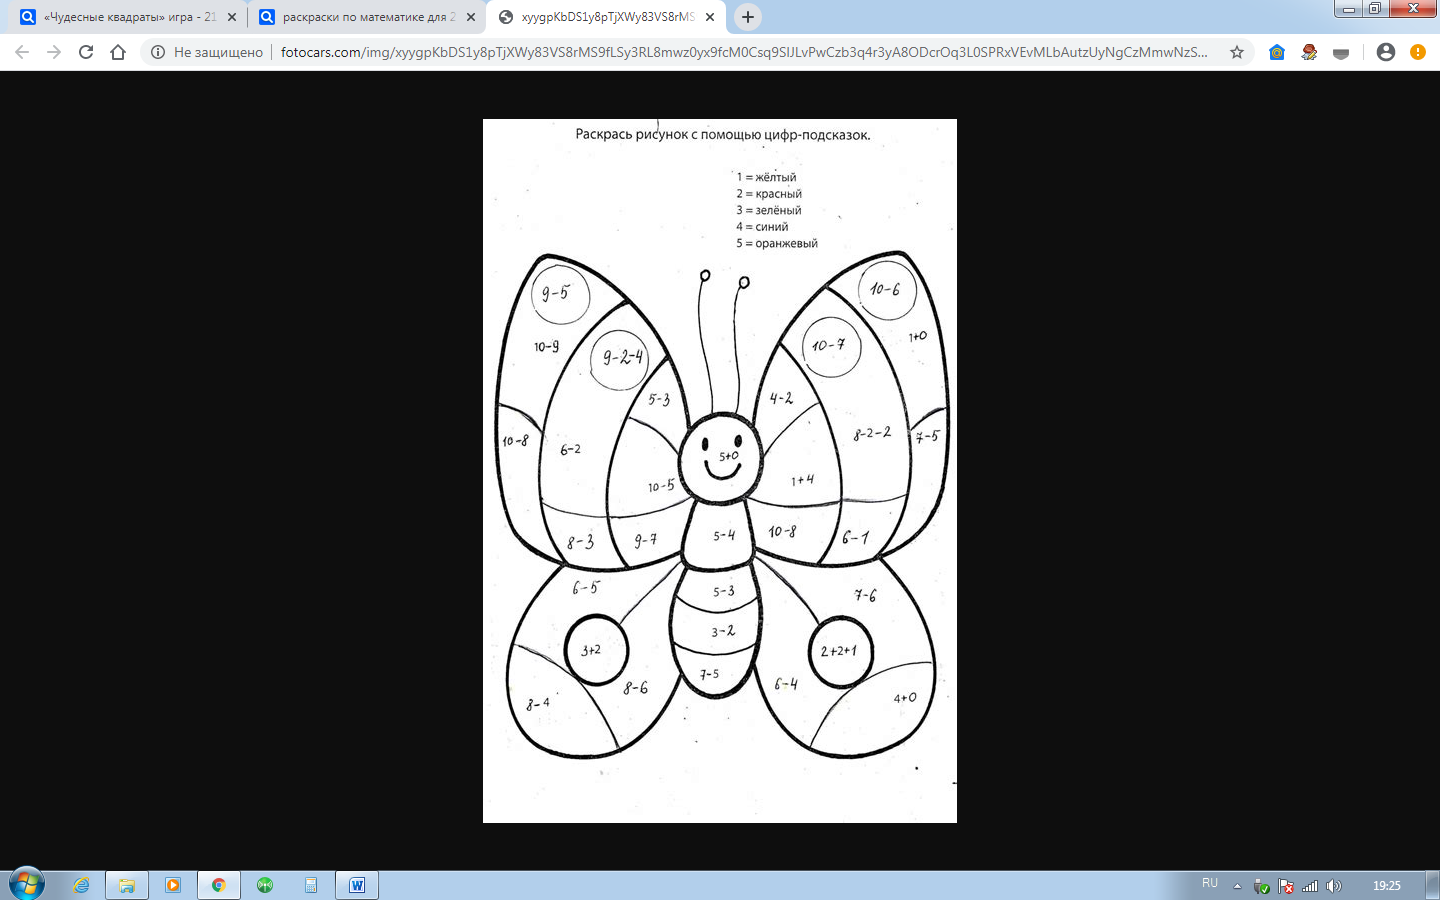 «Чудесные квадраты» игра - 21
раскраски по математике для 2
xyygpKbDS1y8pTjXWy83VS8rMS
Не защищено
fotocars.com/img/xyygpKbDS1y8pTjXWy83VS8rMS9fLSy3RL8mwz0yx9fcM0Csq9SIJLvPwCzb3q4r3yA8ODcrOq3L0SPRxVEvMLbAutzUyNgCzMmwNzS...
Раскрась рисунок с помощью цифр-подсказок.
1 = жёлтый
2 = красный
3 = зелёный
4 = синий
5 = оранжевый
9-5
10-6
10-9
9-2-4
10-7
1+0
5-3
4-2
10-8
6-2
5+0
8-2-2
7-5
10-5
1+4
8-3
9-7
5-4
10-8
6-1
6-5
5-3
7-6
3+2
3-2
2+2+1
8-4
8-6
7-5
6-4
4+0
RU
19:25